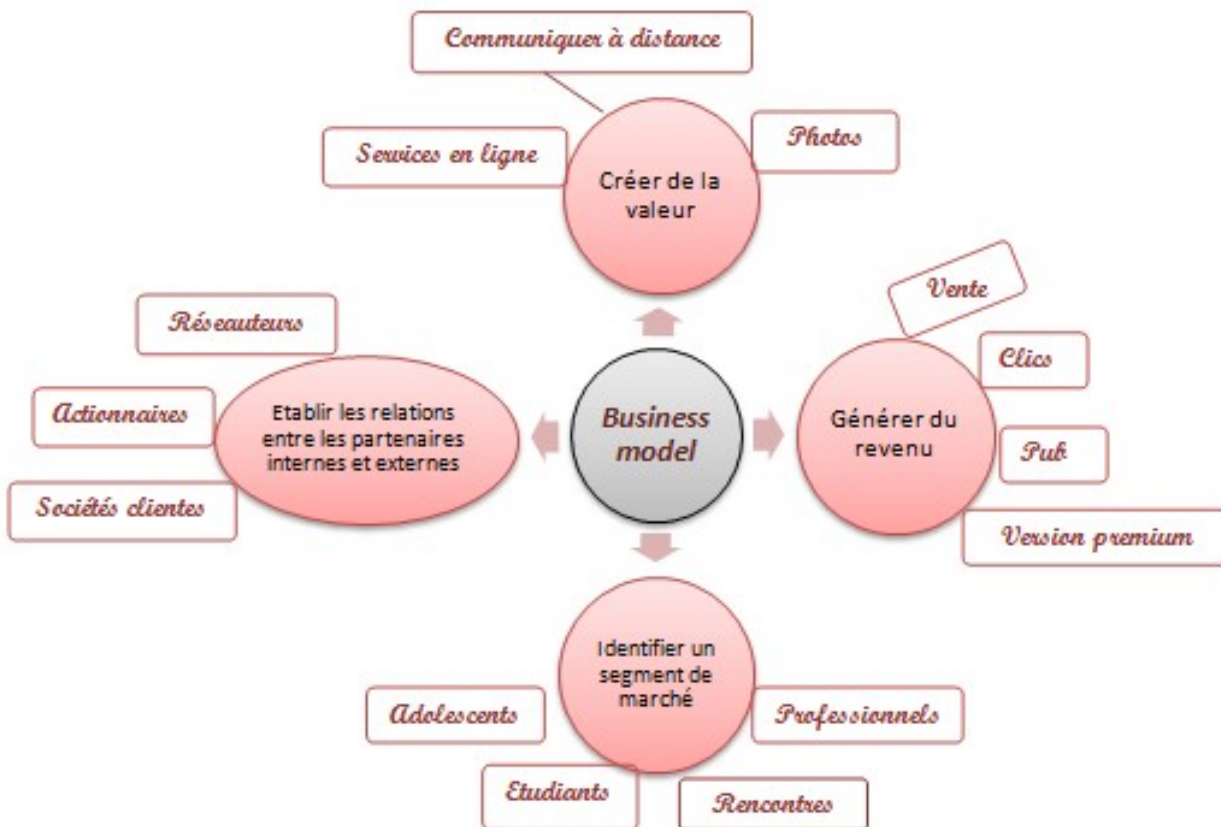 Communiquer à distance
Services en ligne
Photos
Créer de la
valeur
Vente
Réseauteurs
Clics
Actionnaires
Etablir les relations
entre les partenaires
internes et externes
Business
model
Générer du
revenu
Pub
Sociétés clientes
Version premium
Identifier un
segment de
marché
Adolescents
Professionnels
Etudiants
Rencontres